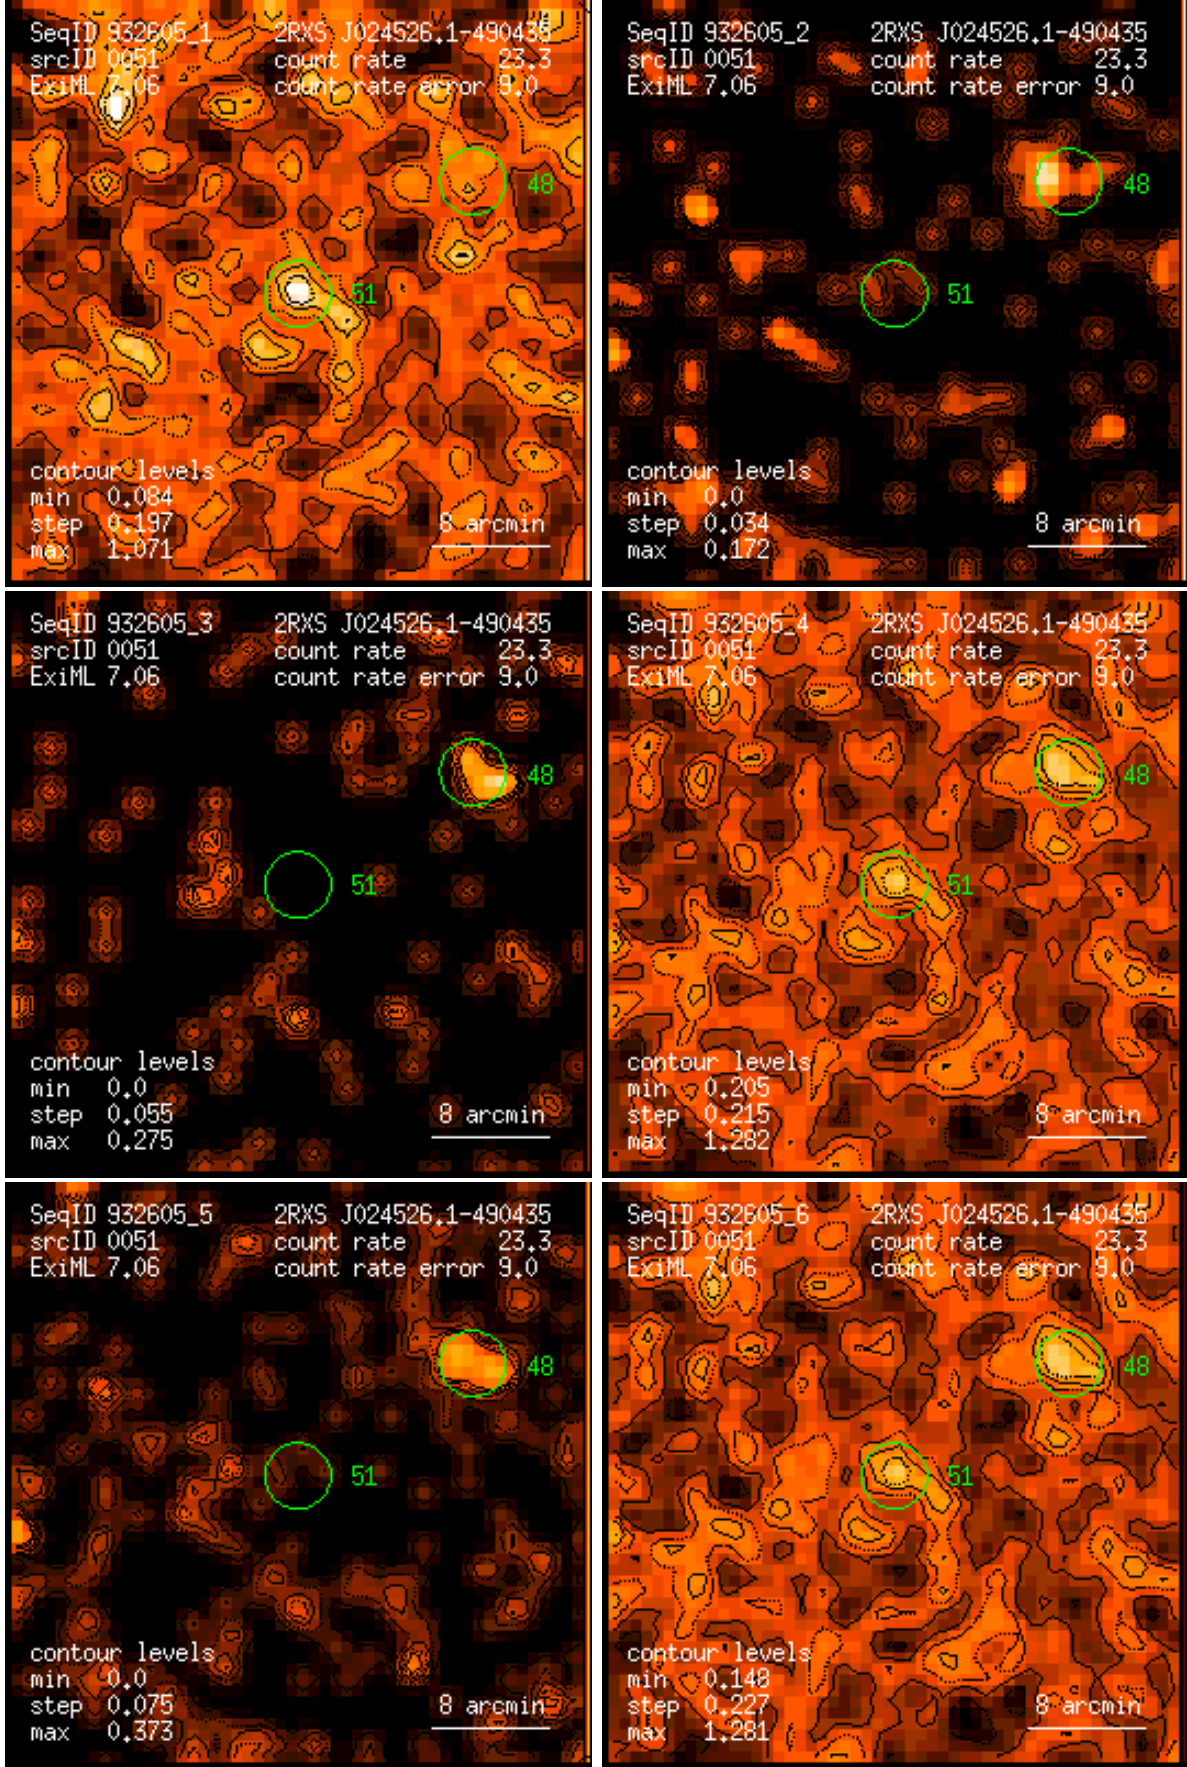 SeqID 932605_1 2RXS J024526.1-490435
srcID 0051 count rate 23.3
ExiML 7.06 count rate error 9.0
48
51
contour levels
min 0.084
step 0.197 8 arcmin
max 1.071
SeqID 932605_2 2RXS J024526.1-490435
srcID 0051 count rate 23.3
ExiML 7.06 count rate error 9.0
48
51
contour levels
min 0.0
step 0.034 8 arcmin
max 0.172
SeqID 932605_3 2RXS J024526.1-490435
srcID 0051 count rate 23.3
ExiML 7.06 count rate error 9.0
48
51
contour levels
min 0.0
step 0.055 8 arcmin
max 0.275
SeqID 932605_4 2RXS J024526.1-490435
srcID 0051 count rate 23.3
ExiML 7.06 count rate error 9.0
48
51
contour levels
min 0.205
step 0.215 8 arcmin
max 1.282
SeqID 932605_5 2RXS J024526.1-490435
srcID 0051 count rate 23.3
ExiML 7.06 count rate error 9.0
48
51
contour levels
min 0.0
step 0.075 8 arcmin
max 0.373
SeqID 932605_6 2RXS J024526.1-490435
srcID 0051 count rate 23.3
ExiML 7.06 count rate error 9.0
48
51
contour levels
min 0.148
step 0.227 8 arcmin
max 1.281